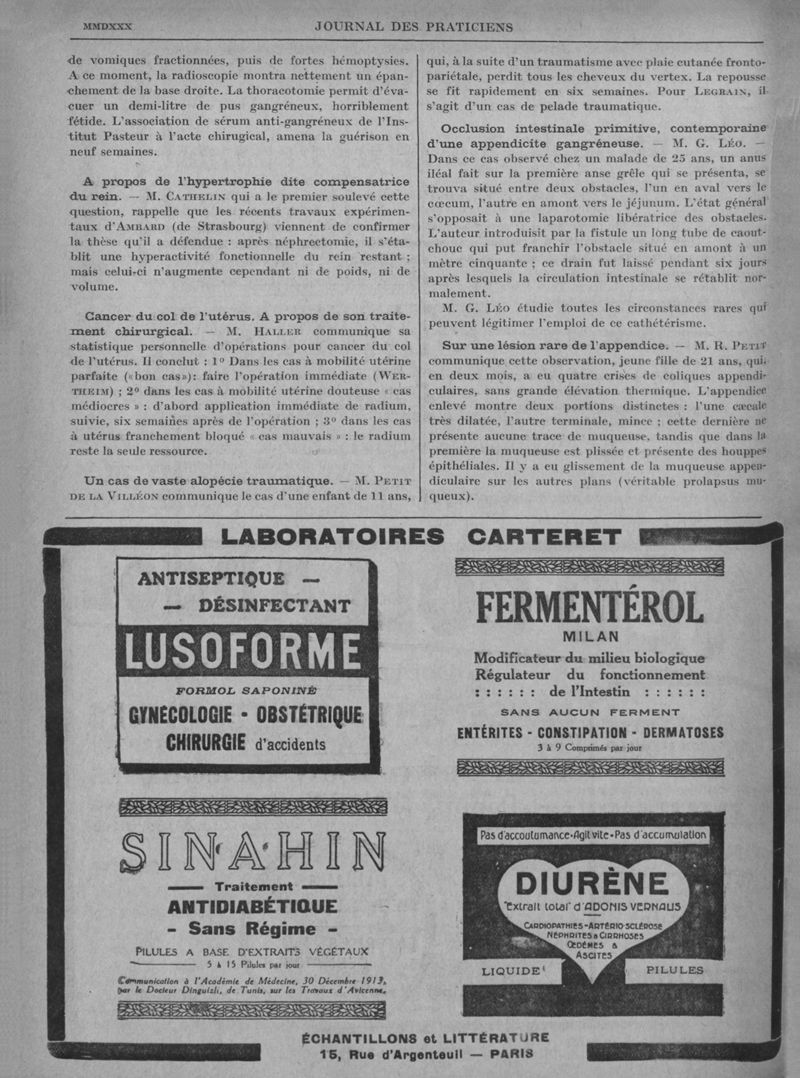 MMDXXX
JOURNAL DES PRATICIENS
de vomiques fractionnées, puis de fortes hémoptysies.
A ce moment, la radioscopie montra nettement un épan-
chement de la base droite. La thoracotomie permit d'éva-
cuer un demi-litre de pus gangréneux, horriblement
fétide. L'association de sérum anti-gangréneux de l'Ins-
titut Pasteur à l'acte chirugical, amena la guérison en
neuf semaines.
A propos de l'hypertrophie dite compensatrice
du rein. — M. CATHELIN qui a le premier soulevé cette
question, rappelle que les récents travaux expérimen-
taux d'AMBARD (de Strasbourg) viennent de confirmer
la thèse qu'il a défendue : après néphrectomie, il s'éta-
blit une hyperactivité fonctionnelle du rein restant ;
mais celui-ci n'augmente cependant ni de poids, ni de
volume.
Cancer du col de l'utérus. A propos de son traite-
ment chirurgical. — M. HALLER communique sa
statistique personnelle d'opérations pour cancer du col
de l'utérus. Il conclut : 1º Dans les cas à mobilité utérine
parfaite («bon cas»): faire l'opération immédiate (WER-
THEIM) ; 2º dans les cas à mobilité utérine douteuse « cas
médiocres » : d'abord application immédiate de radium,
suivie, six semaines après de l'opération ; 3º dans les cas
à utérus franchement bloqué « cas mauvais » : le radium
reste la seule ressource.
Un cas de vaste alopécie traumatique. — M. PETIT
DE LA VILLÉON communique le cas d'une enfant de 11 ans,
qui, à la suite d'un traumatisme avec plaie cutanée fronto-
pariétale, perdit tous les cheveux du vertex. La repousse
se fit rapidement en six semaines. Pour LEGRAIN, il
s'agit d'un cas de pelade traumatique.
Occlusion intestinale primitive, contemporaine
d'une appendicite gangréneuse. — M. G. LÉO. —
Dans ce cas observé chez un malade de 25 ans, un anus
iléal fait sur la première anse grêle qui se présenta, se
trouva situé entre deux obstacles, l'un en aval vers le
cœcum, l'autre en amont vers le jéjunum. L'état général
s'opposait à une laparotomie libératrice des obstacles.
L'auteur introduisit par la fistule un long tube de caout-
chouc qui put franchir l'obstacle situé en amont à un
mètre cinquante ; ce drain fut laissé pendant six jours
après lesquels la circulation intestinale se rétablit nor-
malement.
M. G. LÉO étudie toutes les circonstances rares qui
peuvent légitimer l'emploi de ce cathétérisme.
Sur une lésion rare de l'appendice. — M. R. PETIT
communique cette observation, jeune fille de 21 ans, qui,
en deux mois, a eu quatre crises de coliques appendi-
culaires, sans grande élévation thermique. L'appendice
enlevé montre deux portions distinctes : l'une cæcale
très dilatée, l'autre terminale, mince ; cette dernière ne
présente aucune trace de muqueuse, tandis que dans la
première la muqueuse est plissée et présente des houppes
épithéliales. Il y a eu glissement de la muqueuse appen-
diculaire sur les autres plans (véritable prolapsus mu-
queux).
LABORATOIRES CARTERET
ANTISEPTIQUE —
— DÉSINFECTANT
LUSOFORME
FORMOL SAPONINÉ
GYNÉCOLOGIE - OBSTÉTRIQUE
CHIRURGIE d'accidents
FERMENTÉROL
MILAN
Modificateur du milieu biologique
Régulateur du fonctionnement
: : : : : : de l'Intestin : : : : : :
SANS AUCUN FERMENT
ENTÉRITES - CONSTIPATION - DERMATOSES
3 à 9 Comprimés par jour
SIN·A·HIN
Traitement
ANTIDIABÉTIQUE
- Sans Régime -
PILULES A BASE D'EXTRAITS VÉGÉTAUX
5 à 15 Pilules par jour
Communication à l'Académie de Médecine, 30 Décembre 1913,
par le Docteur Dinguizli, de Tunis, sur les Travaux d'Avicenne.
Pas d'accoutumance-Agit vite-Pas d'accumulation
DIURÈNE
"Extrait total" d'ADONIS VERNALIS
CARDIOPATHIES-ARTÉRIO-SCLÉROSE
NÉPHRITES & CIRRHOSES
ŒDÈMES &
ASCITES
LIQUIDE
PILULES
ÉCHANTILLONS et LITTÉRATURE
15, Rue d'Argenteuil — PARIS